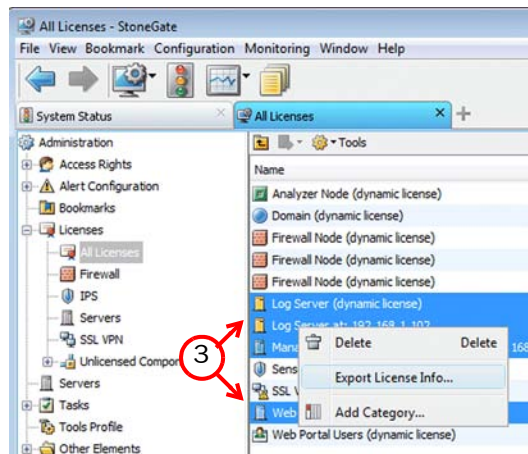 All Licenses - StoneGate
File View Bookmark Configuration Monitoring Window Help
System Status
All Licenses
Administration
Access Rights
Alert Configuration
Bookmarks
Licenses
All Licenses
Firewall
IPS
Servers
SSL VPN
Unlicensed Compor
Servers
Tasks
Tools Profile
Other Elements
Tools
Name
Analyzer Node (dynamic license)
Domain (dynamic license)
Firewall Node (dynamic license)
Firewall Node (dynamic license)
Firewall Node (dynamic license)
Log Server (dynamic license)
Log Server at: 192.168.1.102
Mana 168
Sens
SSL V
Web
Web Portal Users (dynamic license)
Delete Delete
Export License Info...
Add Category...
3